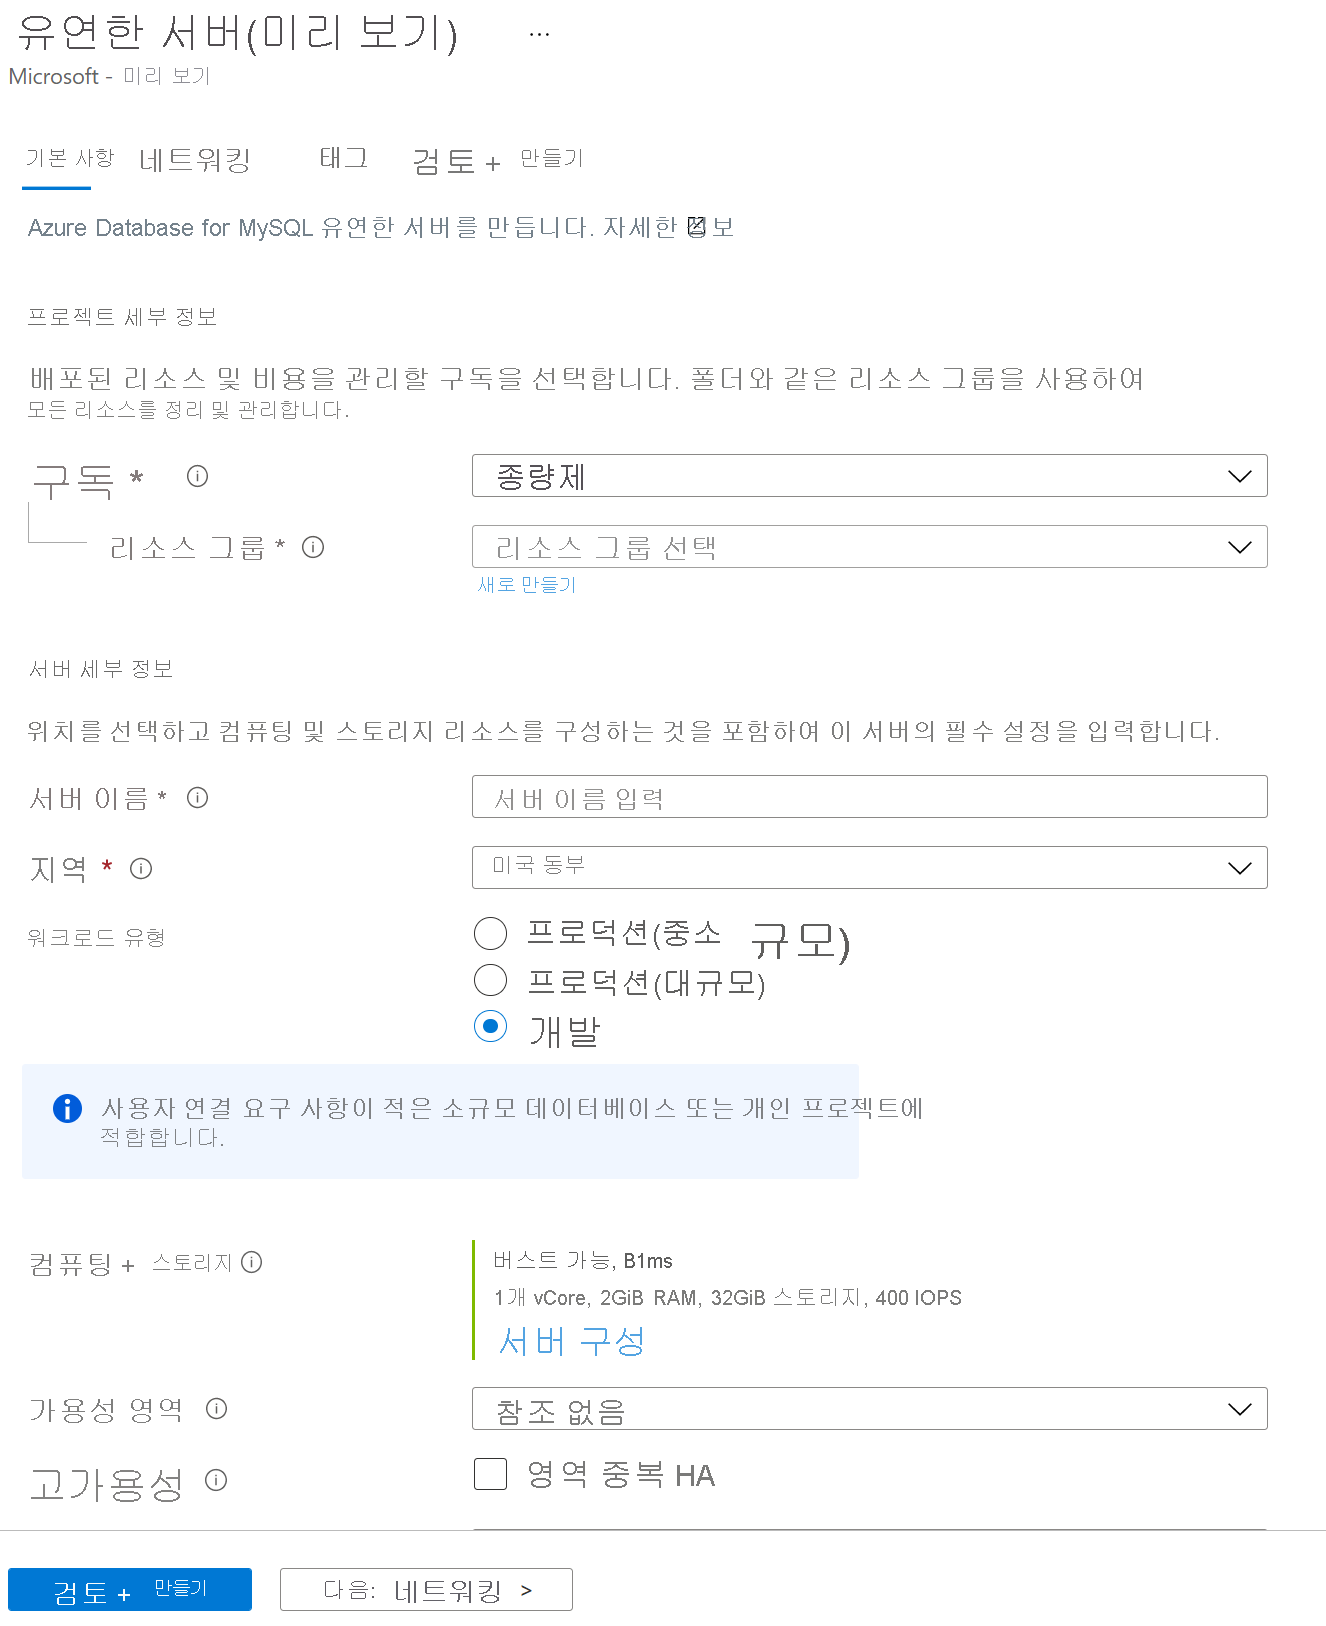 유연한 서버(미리 보기) ...
Microsoft - 미리 보기
기본 사항 네트워킹 태그 검토 + 만들기
Azure Database for MySQL 유연한 서버를 만듭니다. 자세한 정보
프로젝트 세부 정보
배포된 리소스 및 비용을 관리할 구독을 선택합니다. 폴더와 같은 리소스 그룹을 사용하여
모든 리소스를 정리 및 관리합니다.
구독 * 종량제
리소스 그룹 * 리소스 그룹 선택
새로 만들기
서버 세부 정보
위치를 선택하고 컴퓨팅 및 스토리지 리소스를 구성하는 것을 포함하여 이 서버의 필수 설정을 입력합니다.
서버 이름 * 서버 이름 입력
지역 * 미국 동부
워크로드 유형 프로덕션(중소 규모)
프로덕션(대규모)
개발
사용자 연결 요구 사항이 적은 소규모 데이터베이스 또는 개인 프로젝트에
적합합니다.
컴퓨팅 + 스토리지 버스트 가능, B1ms
1개 vCore, 2GiB RAM, 32GiB 스토리지, 400 IOPS
서버 구성
가용성 영역 참조 없음
고가용성 영역 중복 HA
검토 + 만들기 다음: 네트워킹 >